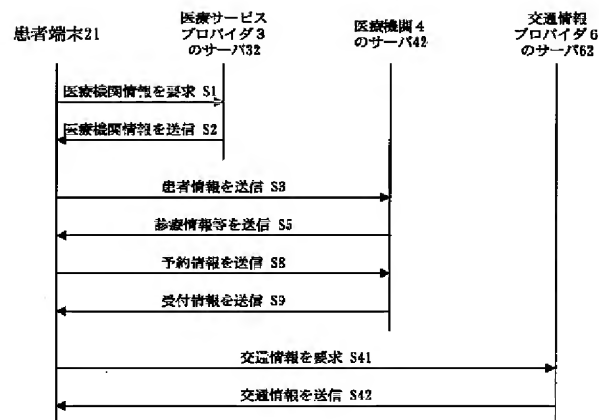 患者端末21
医療サービス
プロバイダ3
のサーバ32
医療機関4
のサーバ42
交通情報
プロバイダ6
のサーバ62
医療機関情報を要求 S1
医療機関情報を送信 S2
患者情報を送信 S3
診療情報等を送信 S5
予約情報を送信 S8
受付情報を送信 S9
交通情報を要求 S41
交通情報を送信 S42